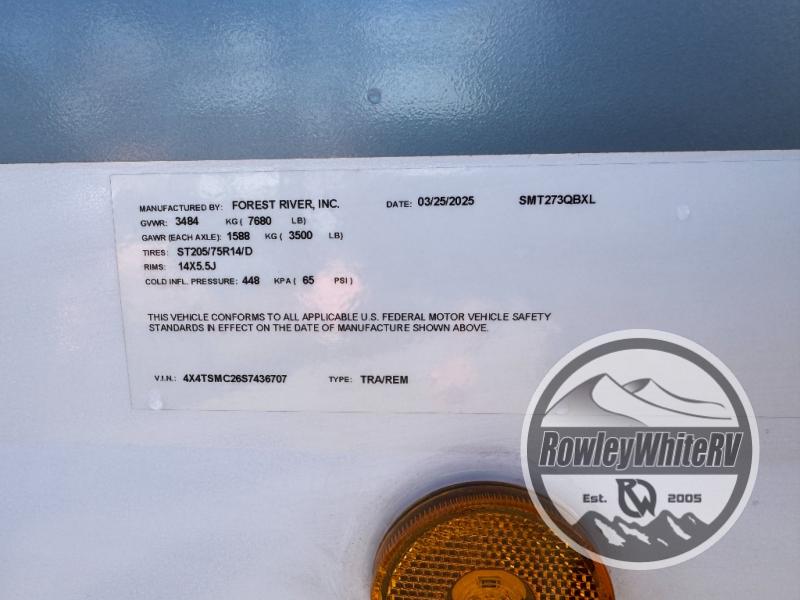 MANUFACTURED BY: FOREST RIVER, INC. DATE: 03/25/2025 SMT273QBXL
GVWR: 3484 KG ( 7680 LB)
GAWR (EACH AXLE): 1588 KG ( 3500 LB)
TIRES: ST205/75R14/D
RIMS: 14X5.5J
COLD INFL. PRESSURE: 448 KPA ( 65 PSI )
THIS VEHICLE CONFORMS TO ALL APPLICABLE U.S. FEDERAL MOTOR VEHICLE SAFETY
STANDARDS IN EFFECT ON THE DATE OF MANUFACTURE SHOWN ABOVE.
V.I.N.: 4X4TSMC26S7436707 TYPE: TRA/REM
RowleyWhiteRV
Est. RW 2005